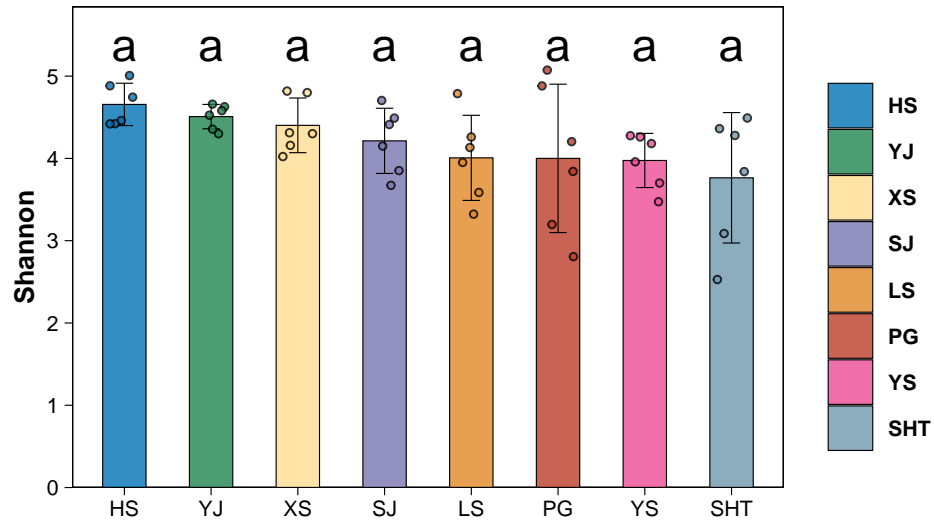 a a a a a a a a
Shannon
5
4
3
2
1
0
HS YJ XS SJ LS PG YS SHT
HS
YJ
XS
SJ
LS
PG
YS
SHT